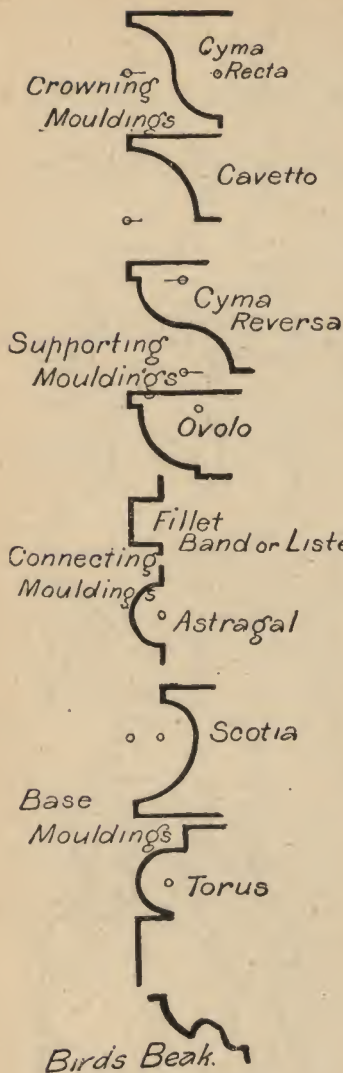 Cyma
Recta
Crowning
Mouldings
Cavetto
Cyma
Reversa
Supporting
Mouldings
Ovolo
Fillet
Band or Liste
Connecting
Mouldings
Astragal
Scotia
Base
Mouldings
Torus
Birds Beak.